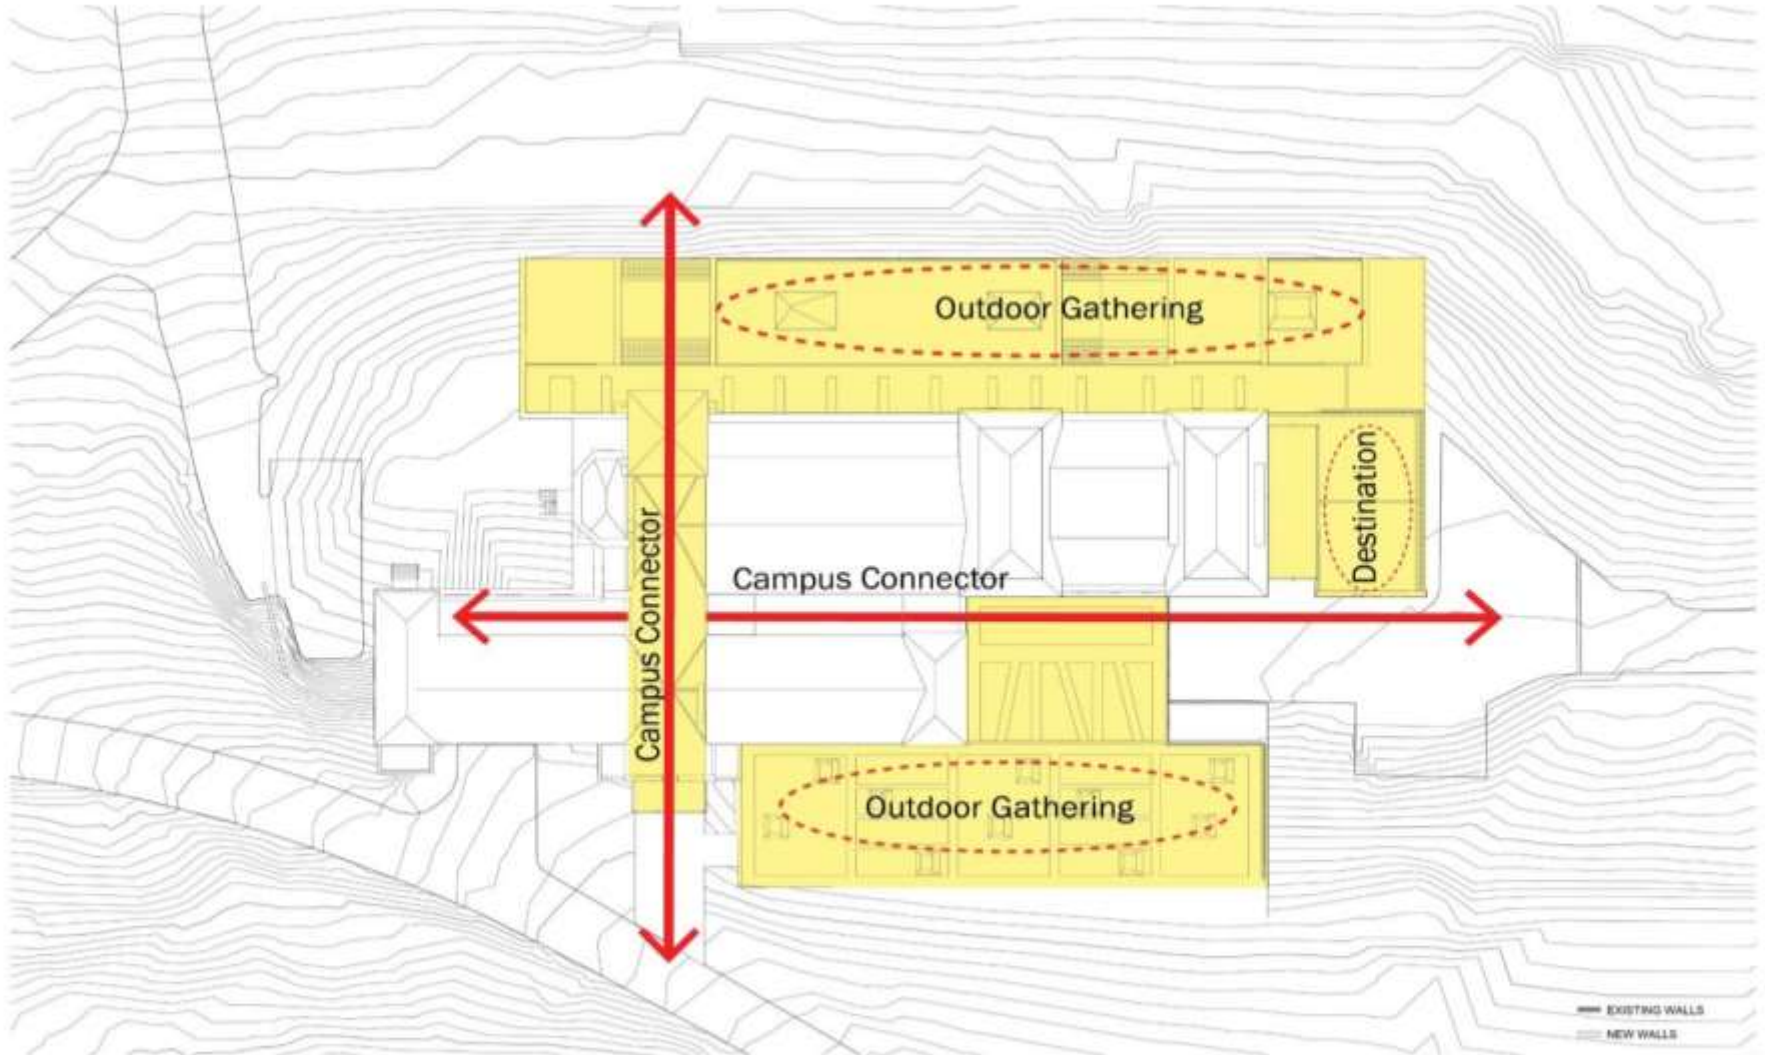 Outdoor Gathering
Destination
Campus Connector
Campus Connector
Outdoor Gathering
EXISTING WALLS
NEW WALLS